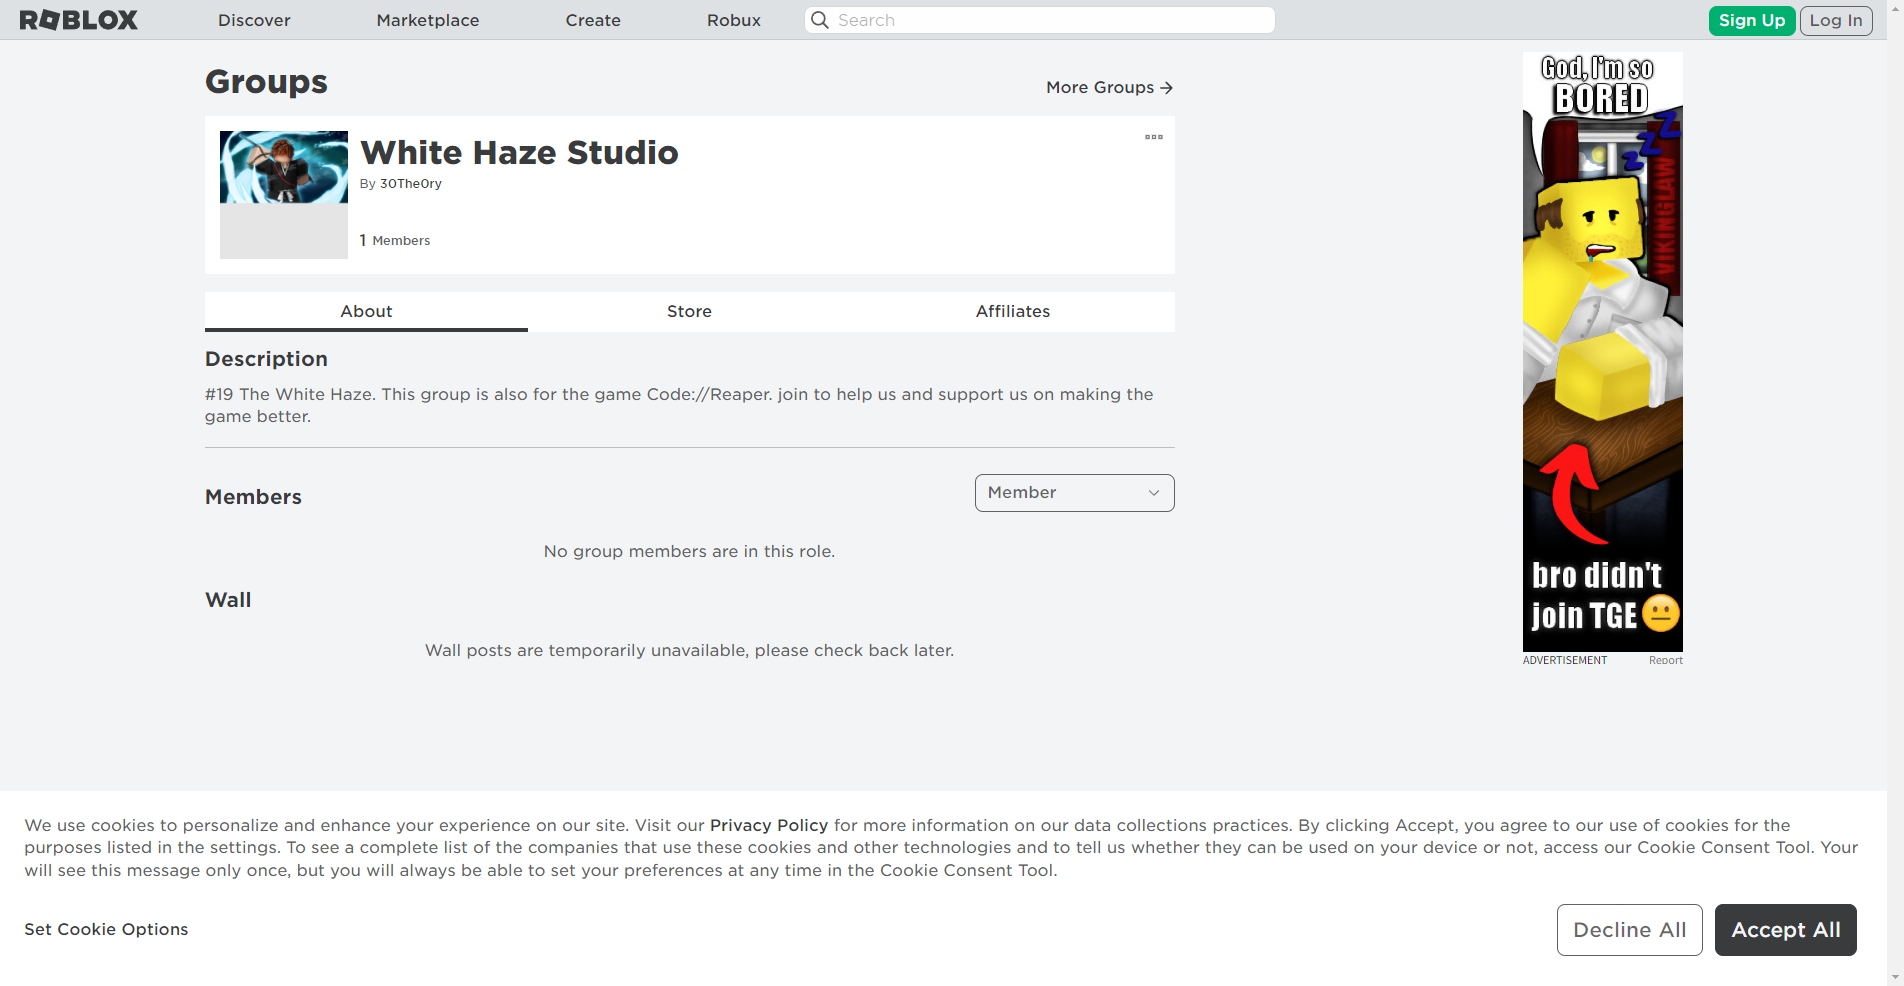 ROBLOX Discover Marketplace Create Robux Search Sign Up Log In
Groups
More Groups →
White Haze Studio
By 3OTheOry
1 Members
About Store Affiliates
Description
#19 The White Haze. This group is also for the game Code://Reaper. join to help us and support us on making the
game better.
Members
Member
No group members are in this role.
Wall
Wall posts are temporarily unavailable, please check back later.
God, I'm so
BORED
zzZ
VIKINGLAW
bro didn't
join TGE 😐
ADVERTISEMENT Report
We use cookies to personalize and enhance your experience on our site. Visit our Privacy Policy for more information on our data collections practices. By clicking Accept, you agree to our use of cookies for the
purposes listed in the settings. To see a complete list of the companies that use these cookies and other technologies and to tell us whether they can be used on your device or not, access our Cookie Consent Tool. Your
will see this message only once, but you will always be able to set your preferences at any time in the Cookie Consent Tool.
Set Cookie Options
Decline All
Accept All